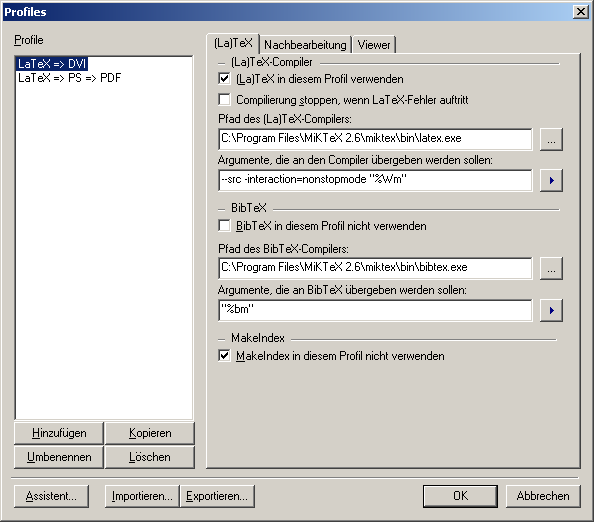 Profiles
Profile
LaTeX => DVI
LaTeX => PS => PDF
Hinzufügen
Kopieren
Umbenennen
Löschen
(La)TeX
Nachbearbeitung
Viewer
(La)TeX-Compiler
(La)TeX in diesem Profil verwenden
Compilierung stoppen, wenn LaTeX-Fehler auftritt
Pfad des (La)TeX-Compilers:
C:\Program Files\MiKTeX 2.6\miktex\bin\latex.exe
...
Argumente, die an den Compiler übergeben werden sollen:
--src -interaction=nonstopmode "%Wm"
BibTeX
BibTeX in diesem Profil nicht verwenden
Pfad des BibTeX-Compilers:
C:\Program Files\MiKTeX 2.6\miktex\bin\bibtex.exe
...
Argumente, die an BibTeX übergeben werden sollen:
"%bm"
MakeIndex
MakeIndex in diesem Profil nicht verwenden
Assistent...
Importieren...
Exportieren...
OK
Abbrechen